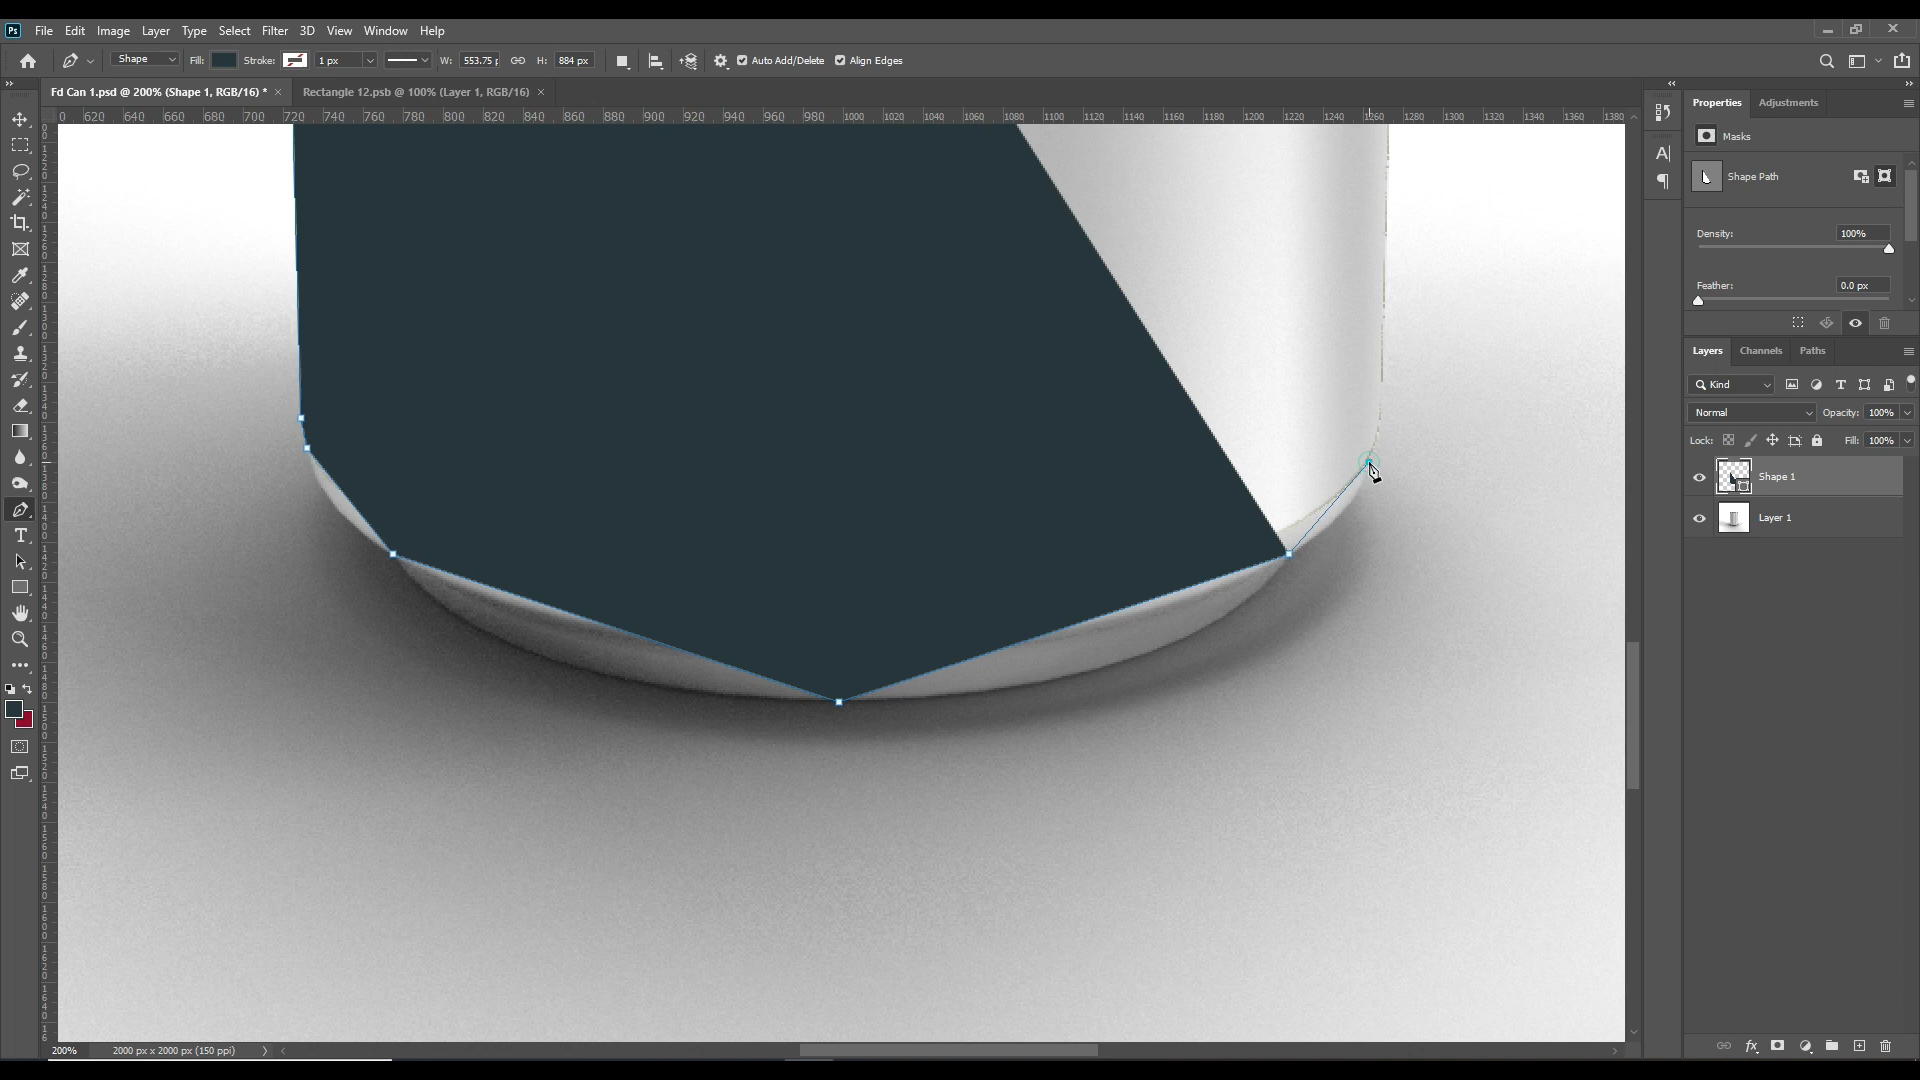 Ps File Edit Image Layer Type Select Filter 3D View Window Help
Shape Fill: Stroke: 1 px W: 553.75 p H: 884 px Auto Add/Delete Align Edges
Fd Can 1.psd @ 200% (Shape 1, RGB/16) * × Rectangle 12.psb @ 100% (Layer 1, RGB/16) ×
0 620 640 660 680 700 720 740 760 780 800 820 840 860 880 900 920 940 960 980 1000 1020 1040 1060 1080 1100 1120 1140 1160 1180 1200 1220 1240 1260 1280 1300 1320 1340 1360 1380
Properties Adjustments
Masks
Shape Path
Density: 100%
Feather: 0.0 px
Layers Channels Paths
Kind
Normal Opacity: 100%
Lock: Fill: 100%
Shape 1
Layer 1
200% 2000 px x 2000 px (150 ppi)